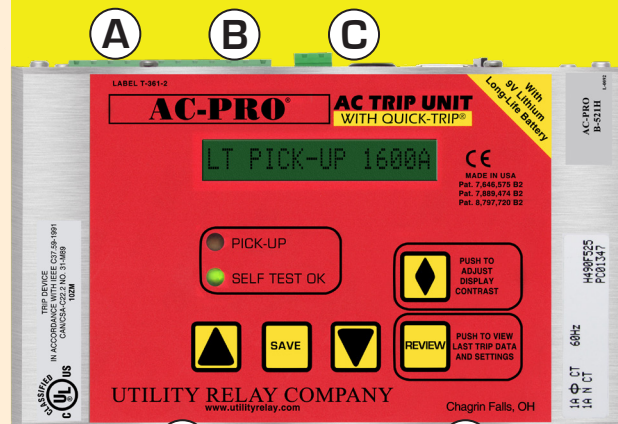 A
B
C
LABEL T-361-2
AC-PRO®
AC TRIP UNIT
WITH QUICK-TRIP®
With
9V Lithium
Long-Life Battery
AC-PRO
B-521H
LT PICK-UP 1600A
CE
MADE IN USA
Pat. 7,646,575 B2
Pat. 7,889,474 B2
Pat. 8,797,720 B2
PICK-UP
SELF TEST OK
PUSH TO
ADJUST
DISPLAY
CONTRAST
SAVE
REVIEW
PUSH TO VIEW
LAST TRIP DATA
AND SETTINGS
UTILITY RELAY COMPANY
www.utilityrelay.com
Chagrin Falls, OH
TRIP DEVICE
IN ACCORDANCE WITH IEEE C37.59-1991
CAN/CSA-C22.2 NO. 31-M89
10ZM
CLASSIFIED
C UL US
H490F525
PC01347
60Hz
1A Φ CT
1A N CT